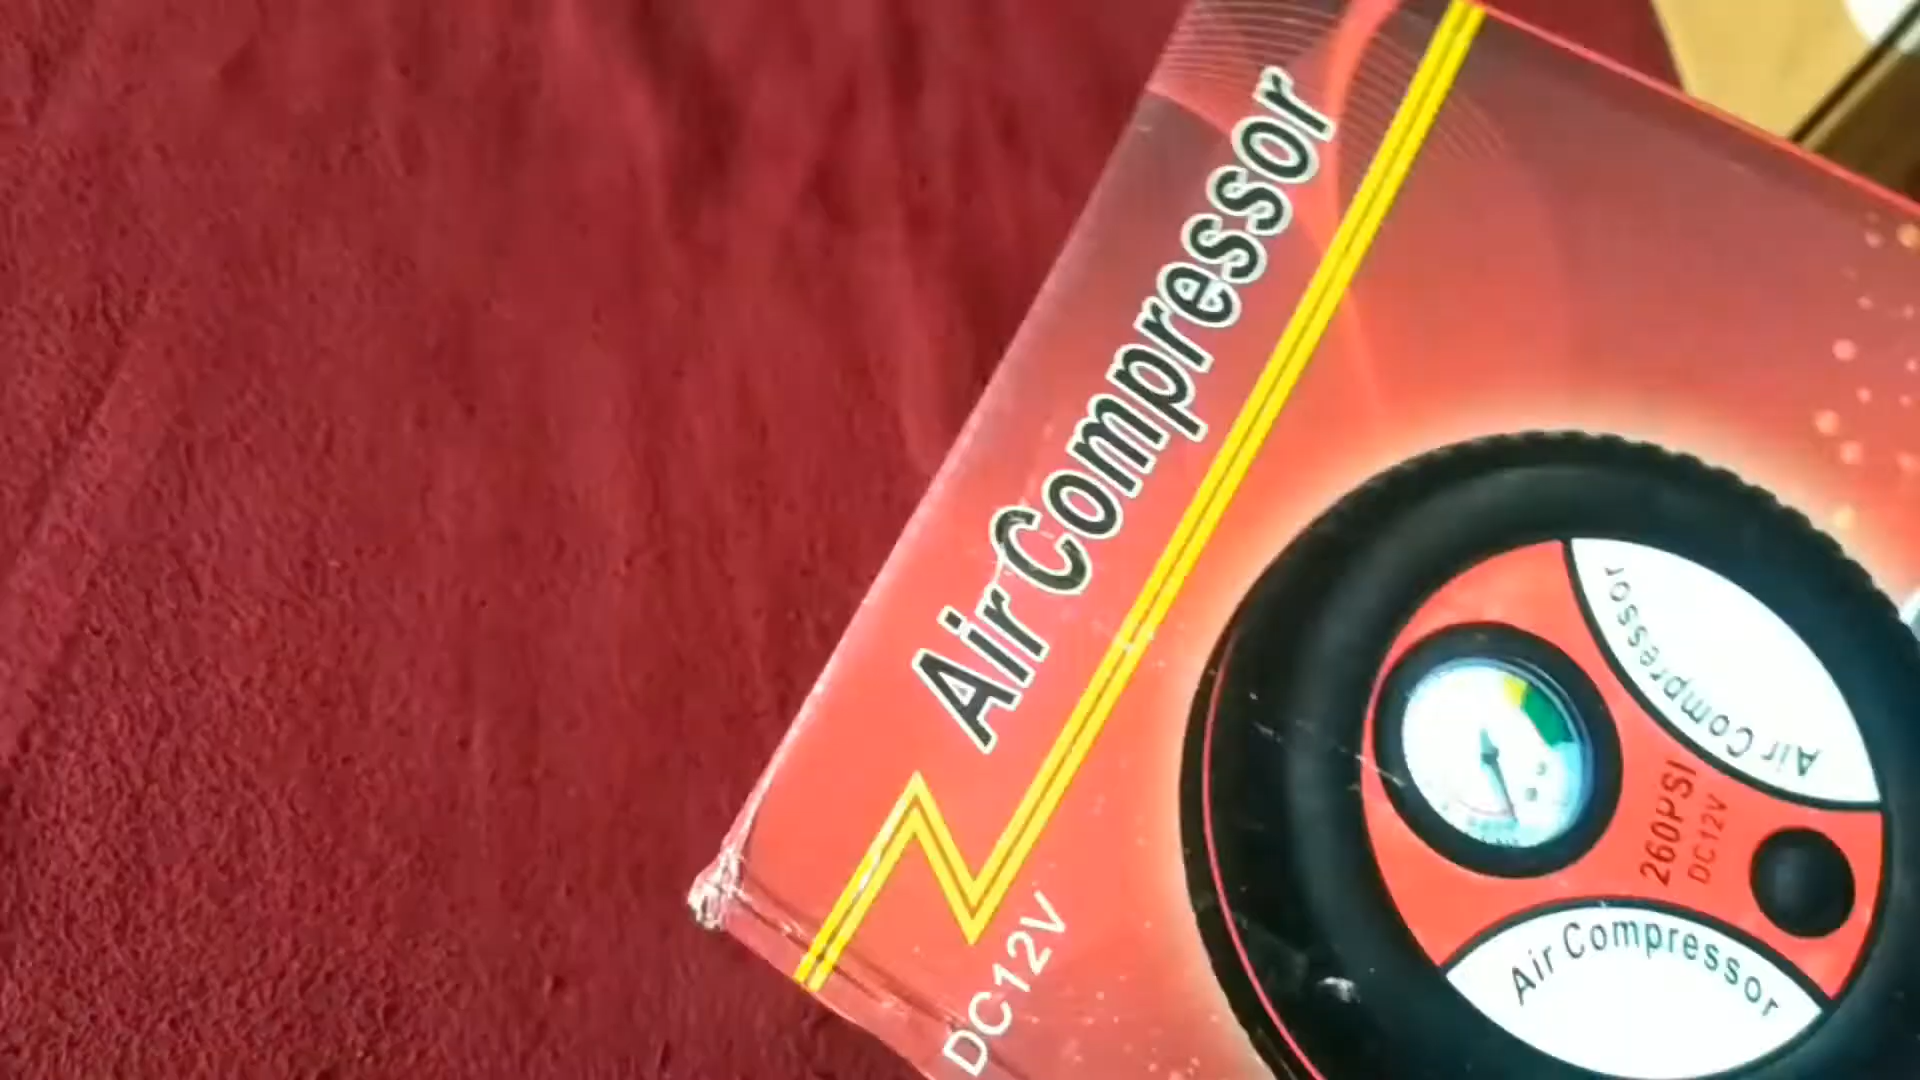 Air Compressor
DC12V
Air Compressor
260PSI
DC12V
Air Compressor